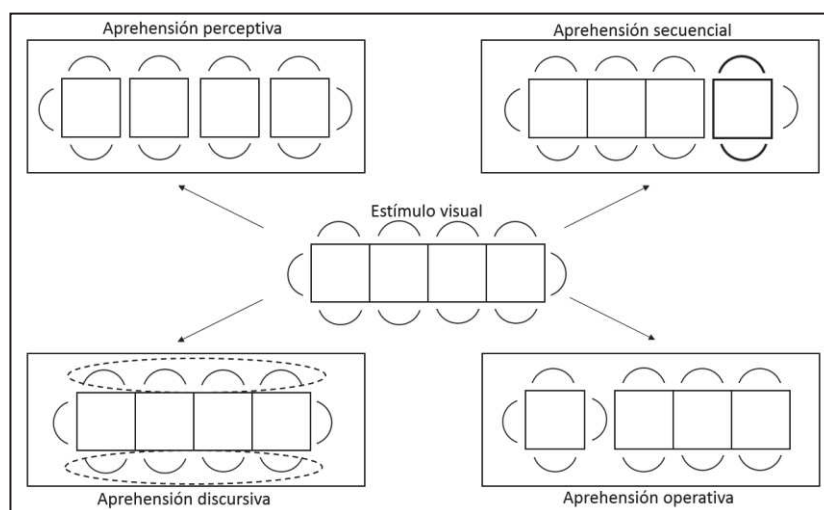 Aprehensión perceptiva
Aprehensión secuencial
Estímulo visual
Aprehensión discursiva
Aprehensión operativa